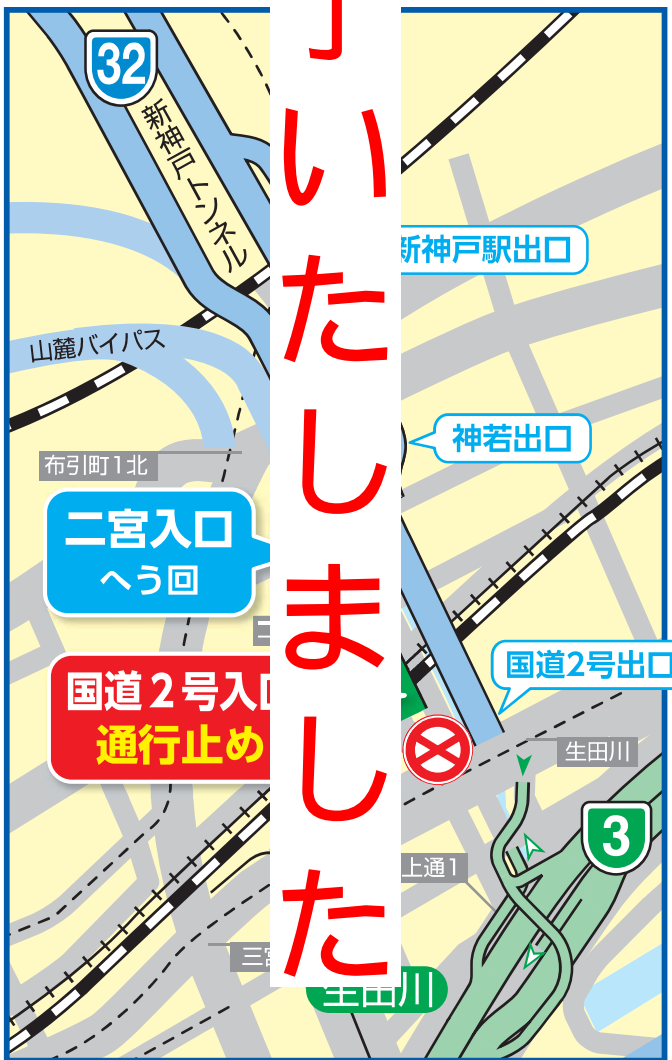 32
新神戸トンネル
新神戸駅出口
山麓バイパス
神若出口
布引町1北
二宮入口
へう回
国道2号出口
国道2号入口
通行止め
生田川
3
上通1
三宮
生田川
了いたしました